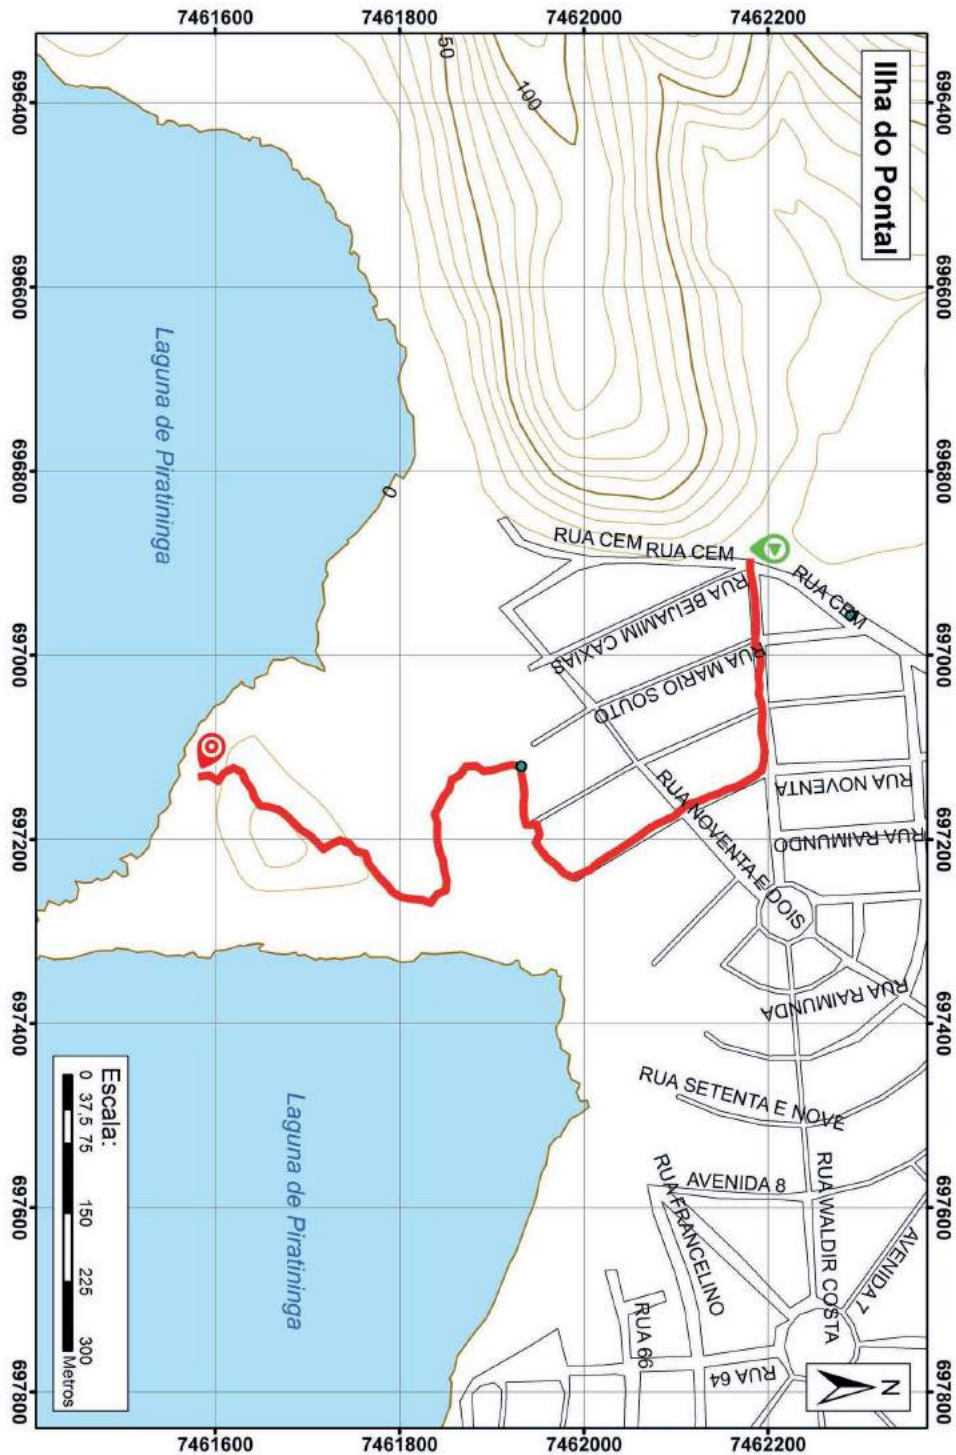 Ilha do Pontal
696400
696600
696800
697000
697200
697400
697600
697800
7462200
7462200
7462000
7462000
7461800
7461800
7461600
7461600
696400
696600
696800
697000
697200
697400
697600
697800
50
100
0
RUA CEM
RUA CEM
RUA CEM
RUA BEIJAMIM CAXIAS
RUA MARIO SOUTO
RUA NOVENTA
RUA RAIMUNDO
RUA NOVENTA E DOIS
RUA RAIMUNDA
RUA SETENTA E NOVE
AVENIDA 8
RUA WALDIR COSTA
AVENIDA 7
RUA FRANCELINO
RUA 66
RUA 64
N
Laguna de Piratininga
Laguna de Piratininga
Escala:
0 37,5 75 150 225 300
Metros